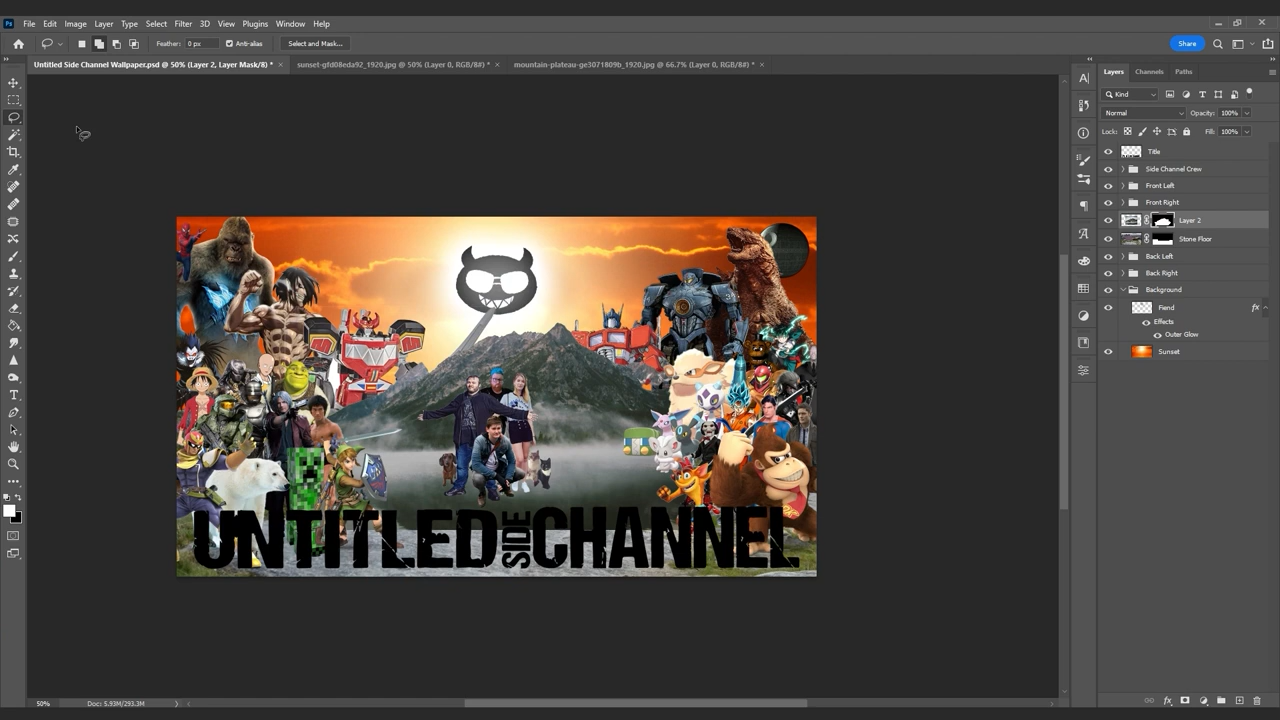 Ps File Edit Image Layer Type Select Filter 3D View Plugins Window Help
Feather: 0 px Anti-alias Select and Mask... Share
Untitled Side Channel Wallpaper.psd @ 50% (Layer 2, Layer Mask/8) * × sunset-gfd08eda92_1920.jpg @ 50% (Layer 0, RGB/8#) * × mountain-plateau-ge3071809b_1920.jpg @ 66.7% (Layer 0, RGB/8#) * ×
Layers Channels Paths
Kind
Normal Opacity: 100%
Lock: Fill: 100%
Title
Side Channel Crew
Front Left
Front Right
Layer 2
Stone Floor
Back Left
Back Right
Background
Fiend fx
Effects
Outer Glow
Sunset
UNTITLED SIDE CHANNEL
50% Doc: 5.93M/293.3M